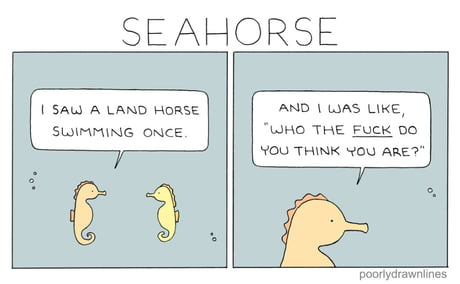 SEAHORSE
I SAW A LAND HORSE
SWIMMING ONCE.
AND I WAS LIKE,
"WHO THE FUCK DO
YOU THINK YOU ARE?"
poorlydrawnlines